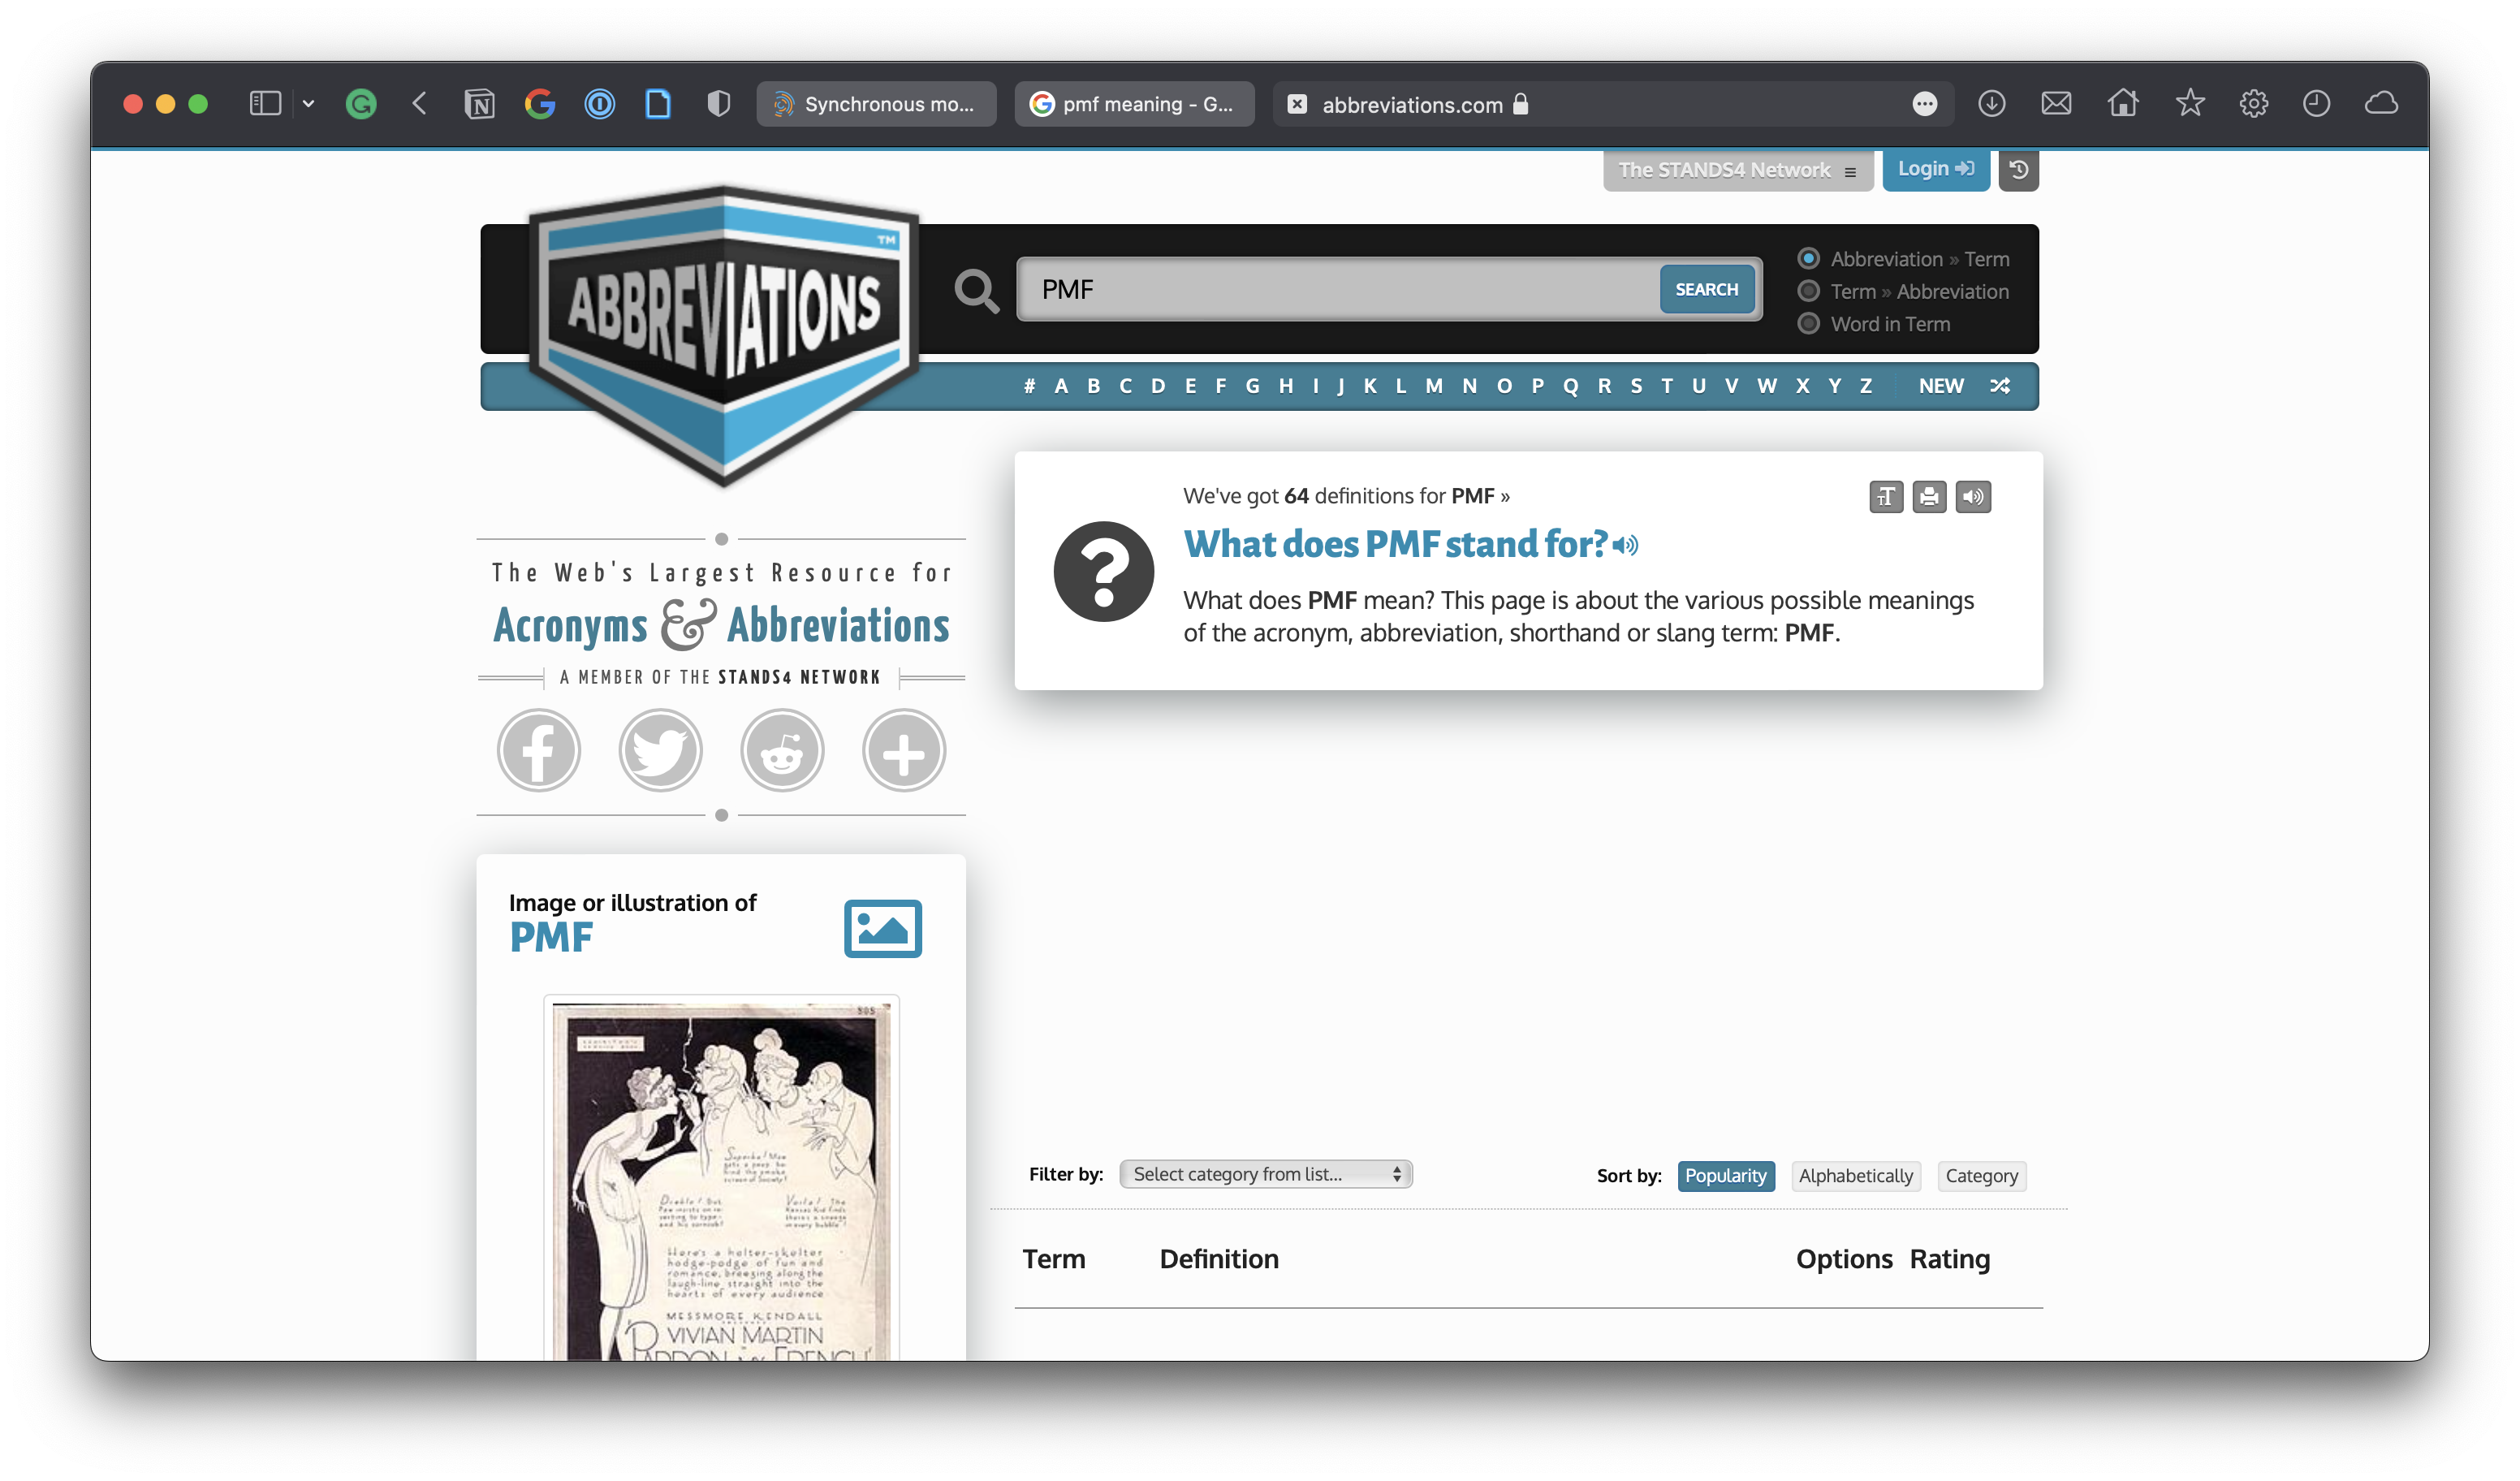 Synchronous mo...
pmf meaning - G...
abbreviations.com
The STANDS4 Network
Login
ABBREVIATIONS
TM
PMF
SEARCH
Abbreviation » Term
Term » Abbreviation
Word in Term
# A B C D E F G H I J K L M N O P Q R S T U V W X Y Z NEW
We've got 64 definitions for PMF »
What does PMF stand for?
What does PMF mean? This page is about the various possible meanings
of the acronym, abbreviation, shorthand or slang term: PMF.
The Web's Largest Resource for
Acronyms & Abbreviations
A MEMBER OF THE STANDS4 NETWORK
Image or illustration of
PMF
505
Here's a helter-skelter
hodge-podge of fun and
romance, breezing along the
laugh-line straight into the
hearts of every audience
MESSMORE KENDALL
VIVIAN MARTIN
Filter by: Select category from list...
Sort by: Popularity Alphabetically Category
Term Definition Options Rating